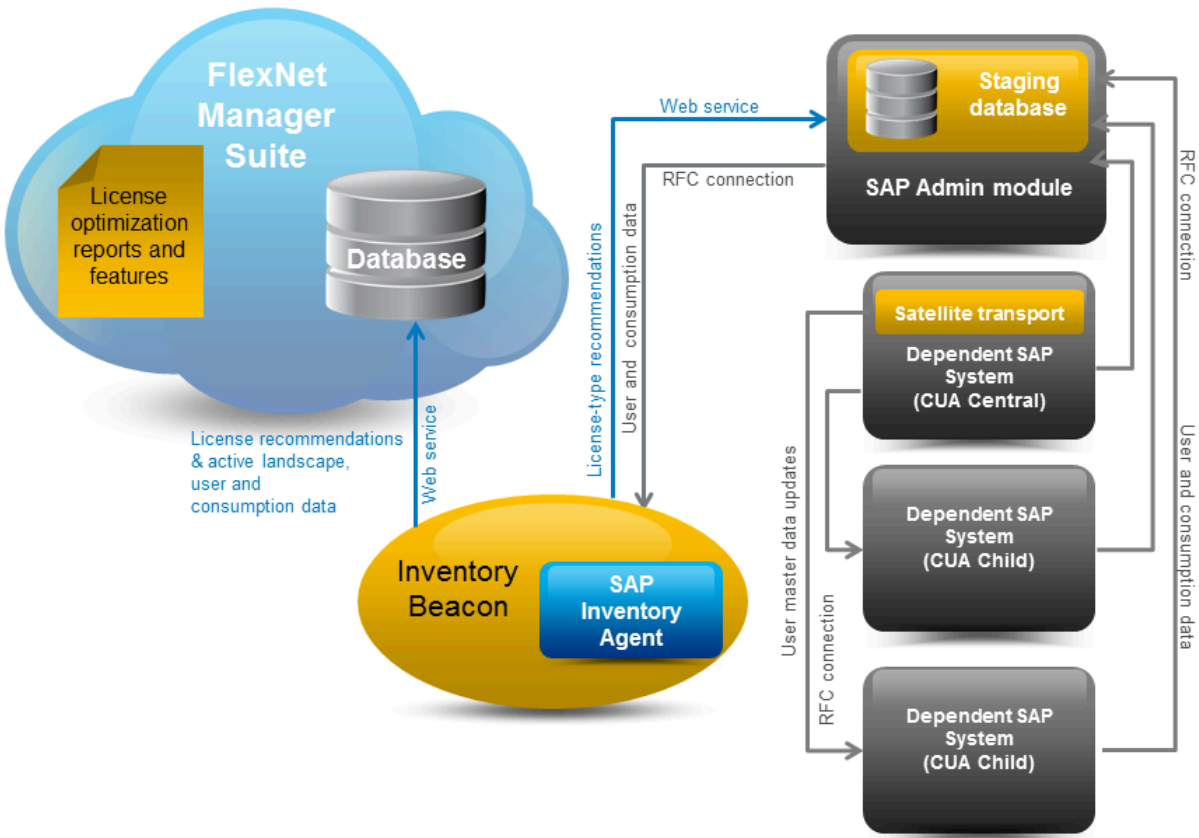 FlexNet
Manager
Suite
License
optimization
reports and
features
Database
License recommendations
& active landscape,
user and
consumption data
Web service
Inventory
Beacon
SAP
Inventory
Agent
Web service
RFC connection
License-type recommendations
User and consumption data
Staging
database
SAP Admin module
Satellite transport
Dependent SAP
System
(CUA Central)
Dependent SAP
System
(CUA Child)
Dependent SAP
System
(CUA Child)
User master data updates
RFC connection
RFC connection
User and consumption data